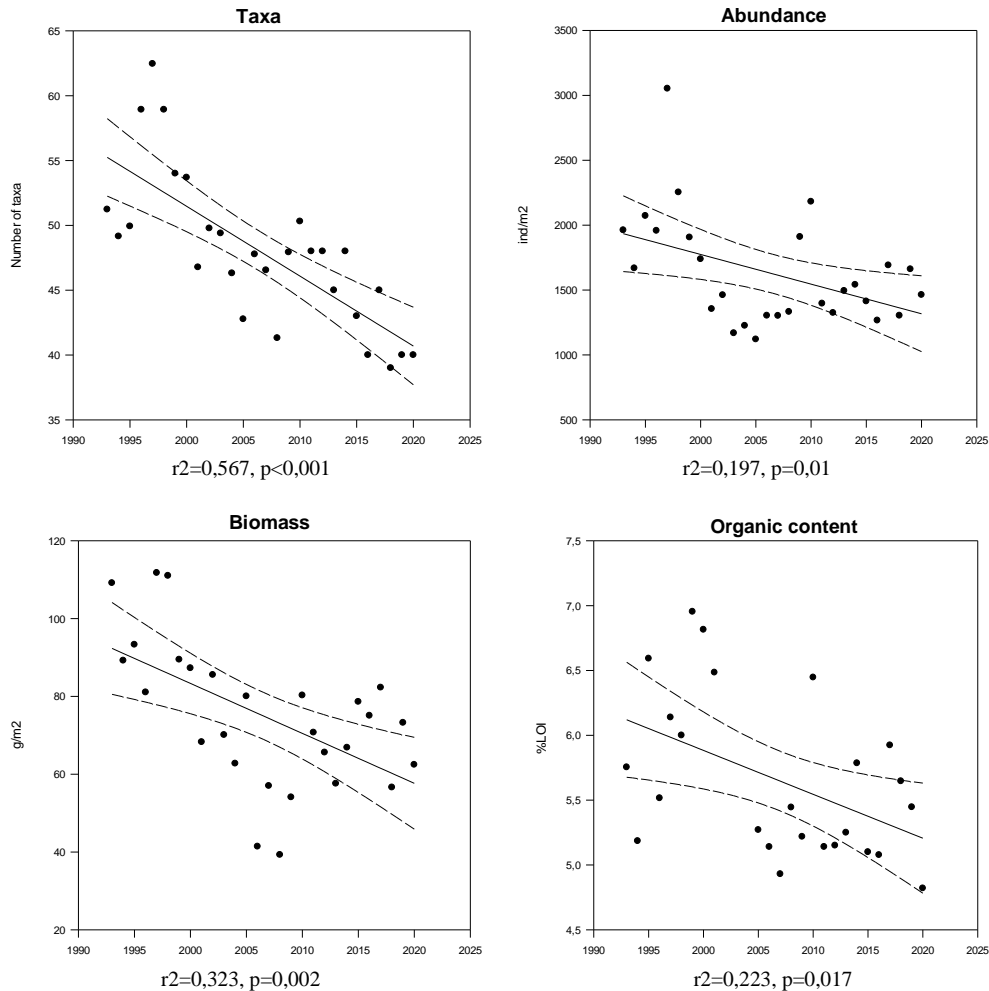 Taxa
65
60
55
50
45
40
35
Number of taxa
1990 1995 2000 2005 2010 2015 2020 2025
r2=0,567, p<0,001
Abundance
3500
3000
2500
2000
1500
1000
500
ind/m2
1990 1995 2000 2005 2010 2015 2020 2025
r2=0,197, p=0,01
Biomass
120
100
80
60
40
20
g/m2
1990 1995 2000 2005 2010 2015 2020 2025
r2=0,323, p=0,002
Organic content
7,5
7,0
6,5
6,0
5,5
5,0
4,5
%LOI
1990 1995 2000 2005 2010 2015 2020 2025
r2=0,223, p=0,017